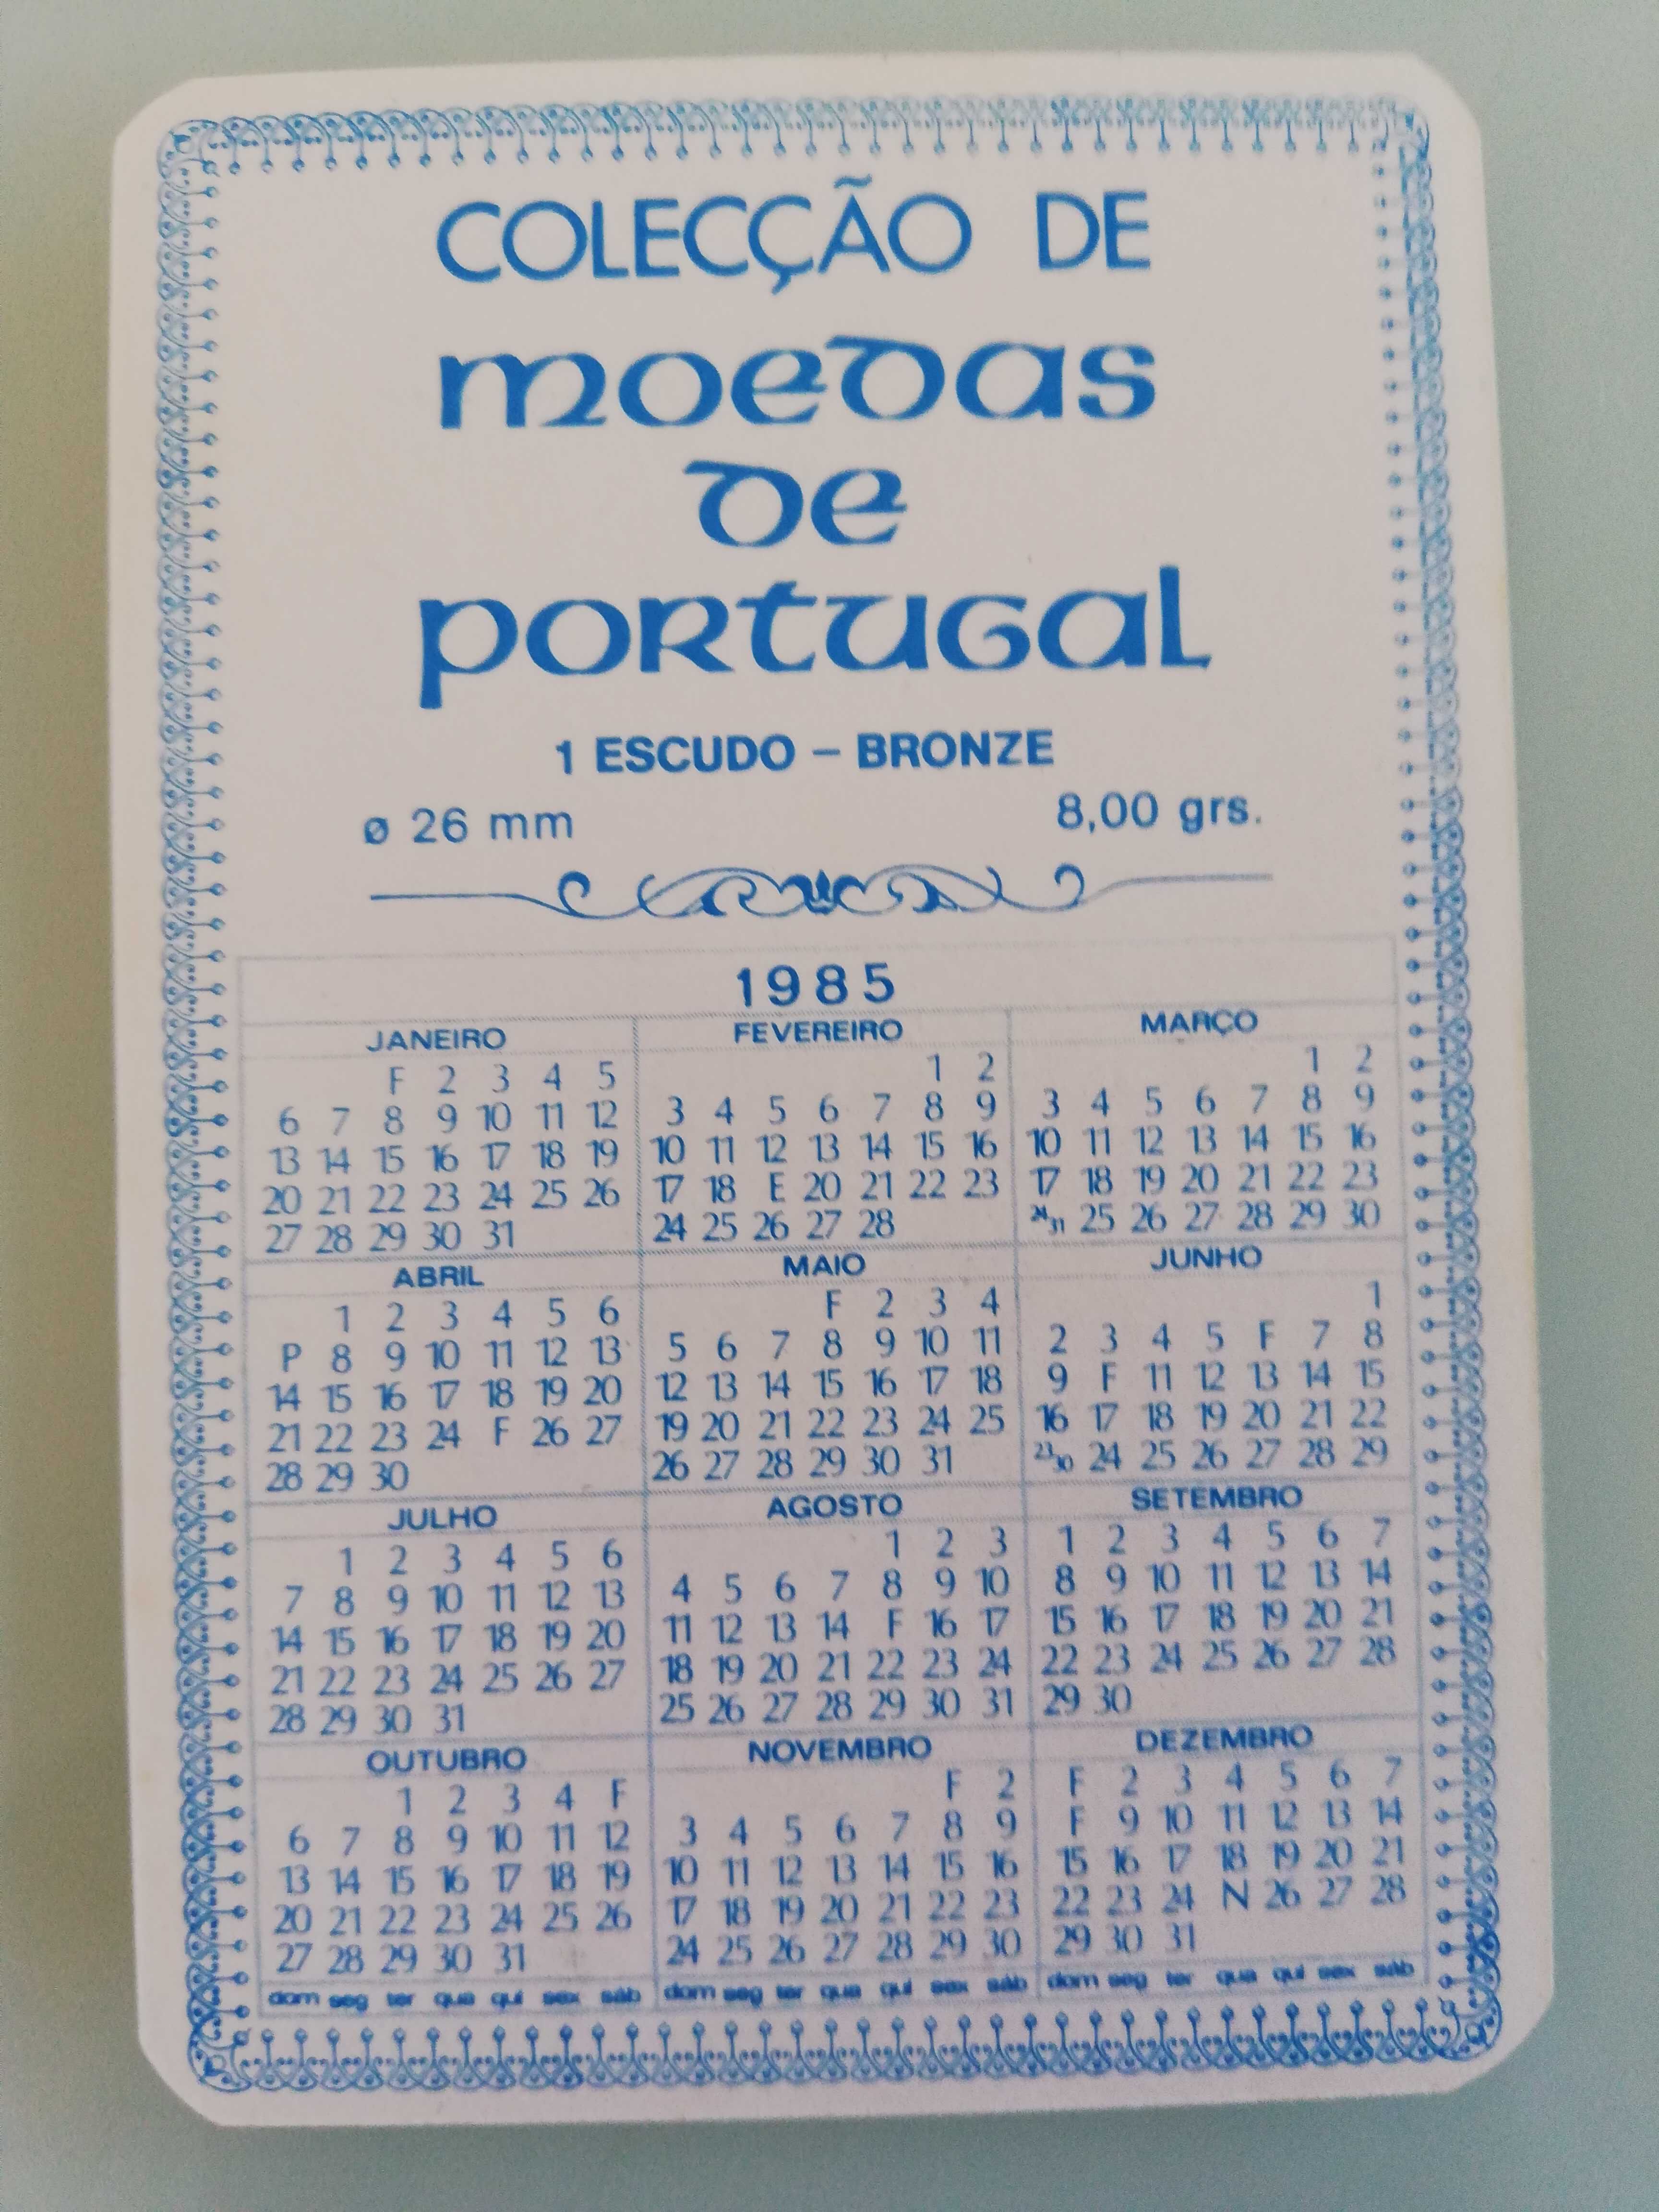 COLECÇÃO DE
moedas
de
portugal
1 ESCUDO – BRONZE
ø 26 mm 8,00 grs.
1985
JANEIRO
F 2 3 4 5
6 7 8 9 10 11 12
13 14 15 16 17 18 19
20 21 22 23 24 25 26
27 28 29 30 31
FEVEREIRO
1 2
3 4 5 6 7 8 9
10 11 12 13 14 15 16
17 18 E 20 21 22 23
24 25 26 27 28
MARÇO
1 2
3 4 5 6 7 8 9
10 11 12 13 14 15 16
17 18 19 20 21 22 23
24/31 25 26 27 28 29 30
ABRIL
1 2 3 4 5 6
P 8 9 10 11 12 13
14 15 16 17 18 19 20
21 22 23 24 F 26 27
28 29 30
MAIO
F 2 3 4
5 6 7 8 9 10 11
12 13 14 15 16 17 18
19 20 21 22 23 24 25
26 27 28 29 30 31
JUNHO
1
2 3 4 5 F 7 8
9 F 11 12 13 14 15
16 17 18 19 20 21 22
23/30 24 25 26 27 28 29
JULHO
1 2 3 4 5 6
7 8 9 10 11 12 13
14 15 16 17 18 19 20
21 22 23 24 25 26 27
28 29 30 31
AGOSTO
1 2 3
4 5 6 7 8 9 10
11 12 13 14 F 16 17
18 19 20 21 22 23 24
25 26 27 28 29 30 31
SETEMBRO
1 2 3 4 5 6 7
8 9 10 11 12 13 14
15 16 17 18 19 20 21
22 23 24 25 26 27 28
29 30
OUTUBRO
1 2 3 4 F
6 7 8 9 10 11 12
13 14 15 16 17 18 19
20 21 22 23 24 25 26
27 28 29 30 31
NOVEMBRO
F 2
3 4 5 6 7 8 9
10 11 12 13 14 15 16
17 18 19 20 21 22 23
24 25 26 27 28 29 30
DEZEMBRO
F 2 3 4 5 6 7
F 9 10 11 12 13 14
15 16 17 18 19 20 21
22 23 24 N 26 27 28
29 30 31
dom seg ter qua qui sex sáb dom seg ter qua qui sex sáb dom seg ter qua qui sex sáb